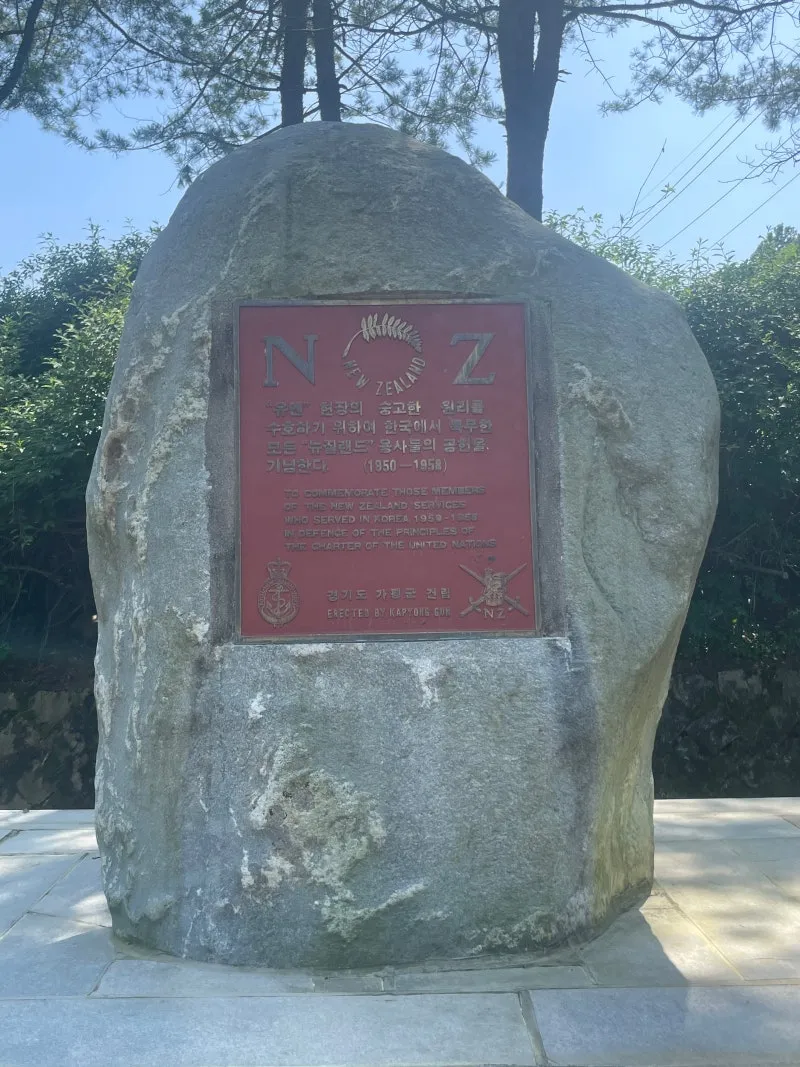 N Z
NEW ZEALAND
"유엔" 헌장의 숭고한 원리를
수호하기 위하여 한국에서 복무한
모든 "뉴질랜드" 용사들의 공헌을
기념한다. (1950—1958)
TO COMMEMORATE THOSE MEMBERS
OF THE NEW ZEALAND SERVICES
WHO SERVED IN KOREA 1950-1958
IN DEFENCE OF THE PRINCIPLES OF
THE CHARTER OF THE UNITED NATIONS
경기도 가평군 건립
ERECTED BY KAPYONG GUN
NZ